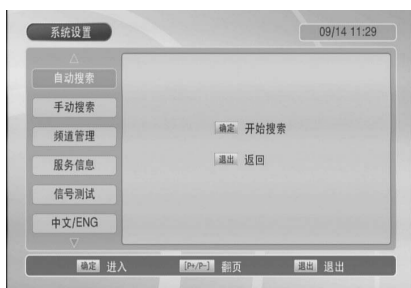 系统设置
09/14 11:29
自动搜索
手动搜索
频道管理
服务信息
信号测试
中文/ENG
确定 开始搜索
退出 返回
确定 进入 [P+/P-] 翻页 退出 退出